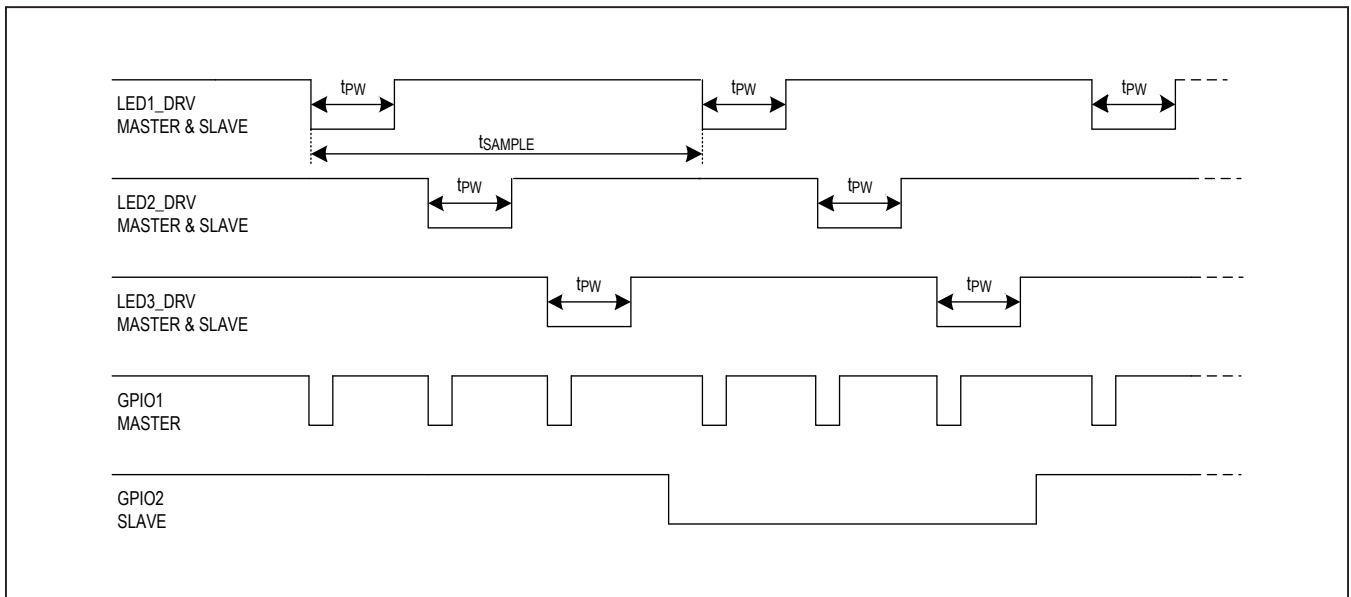 LED1_DRV
MASTER & SLAVE
tPW
tPW
tPW
tSAMPLE
LED2_DRV
MASTER & SLAVE
tPW
tPW
LED3_DRV
MASTER & SLAVE
tPW
tPW
GPIO1
MASTER
GPIO2
SLAVE